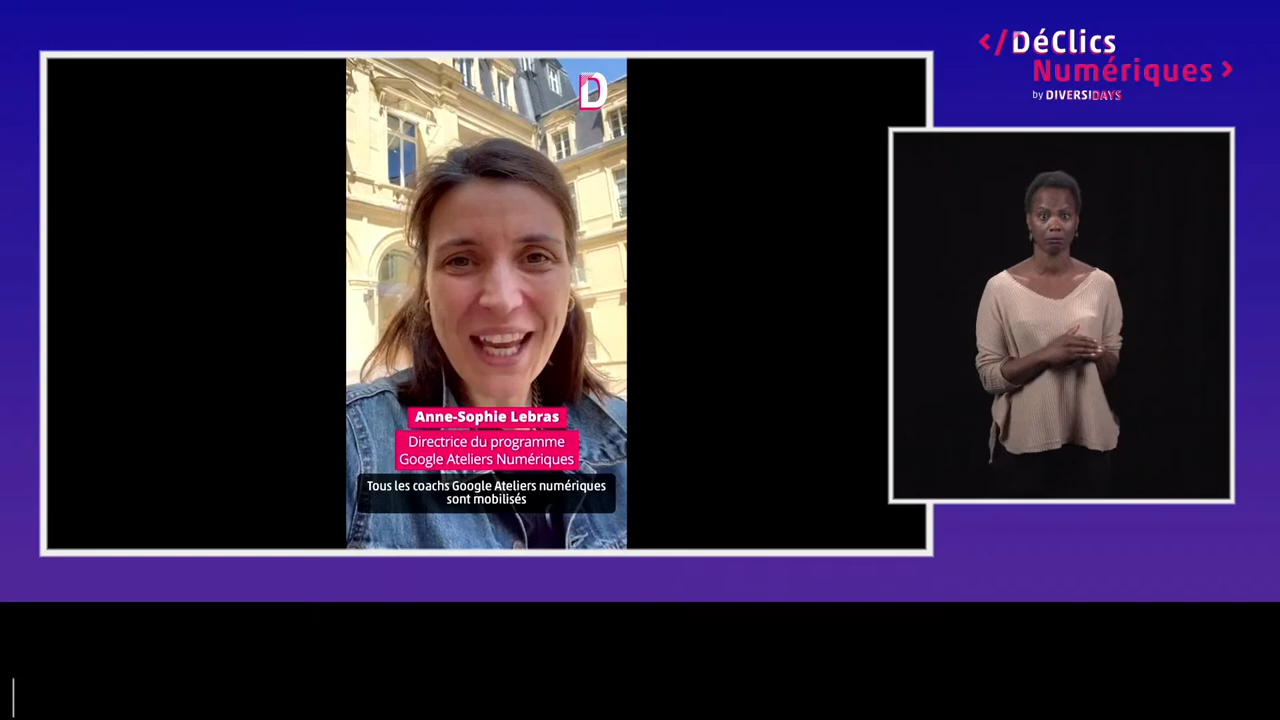 </DéClics
Numériques>
by DIVERSIDAYS
D
Anne-Sophie Lebras
Directrice du programme
Google Ateliers Numériques
Tous les coachs Google Ateliers numériques
sont mobilisés